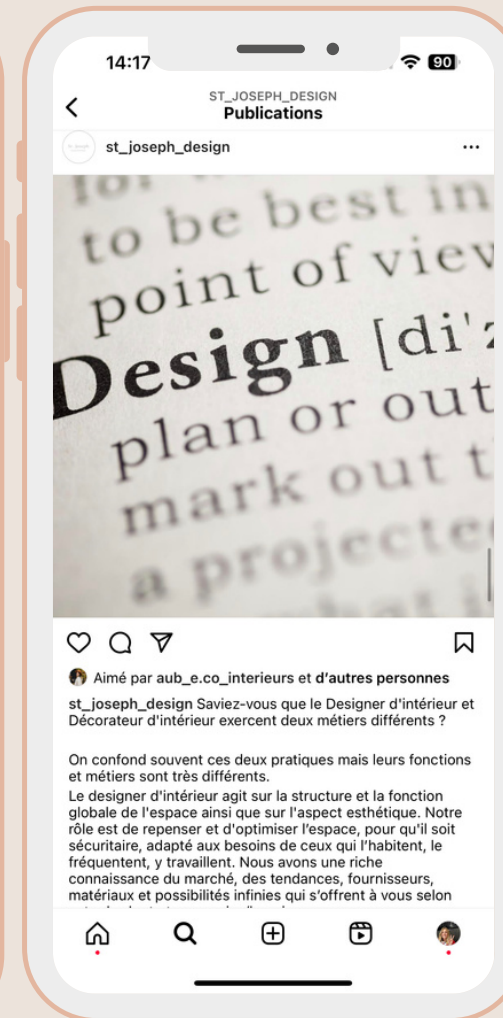 14:17
90
ST_JOSEPH_DESIGN
Publications
st_joseph_design
to be best in
point of view
Design [di'z
plan or out
mark out t
a projecte
Aimé par aub_e.co_interieurs et d'autres personnes
st_joseph_design Saviez-vous que le Designer d'intérieur et
Décorateur d'intérieur exercent deux métiers différents ?
On confond souvent ces deux pratiques mais leurs fonctions
et métiers sont très différents.
Le designer d'intérieur agit sur la structure et la fonction
globale de l'espace ainsi que sur l'aspect esthétique. Notre
rôle est de repenser et d'optimiser l'espace, pour qu'il soit
sécuritaire, adapté aux besoins de ceux qui l'habitent, le
fréquentent, y travaillent. Nous avons une riche
connaissance du marché, des tendances, fournisseurs,
matériaux et possibilités infinies qui s'offrent à vous selon